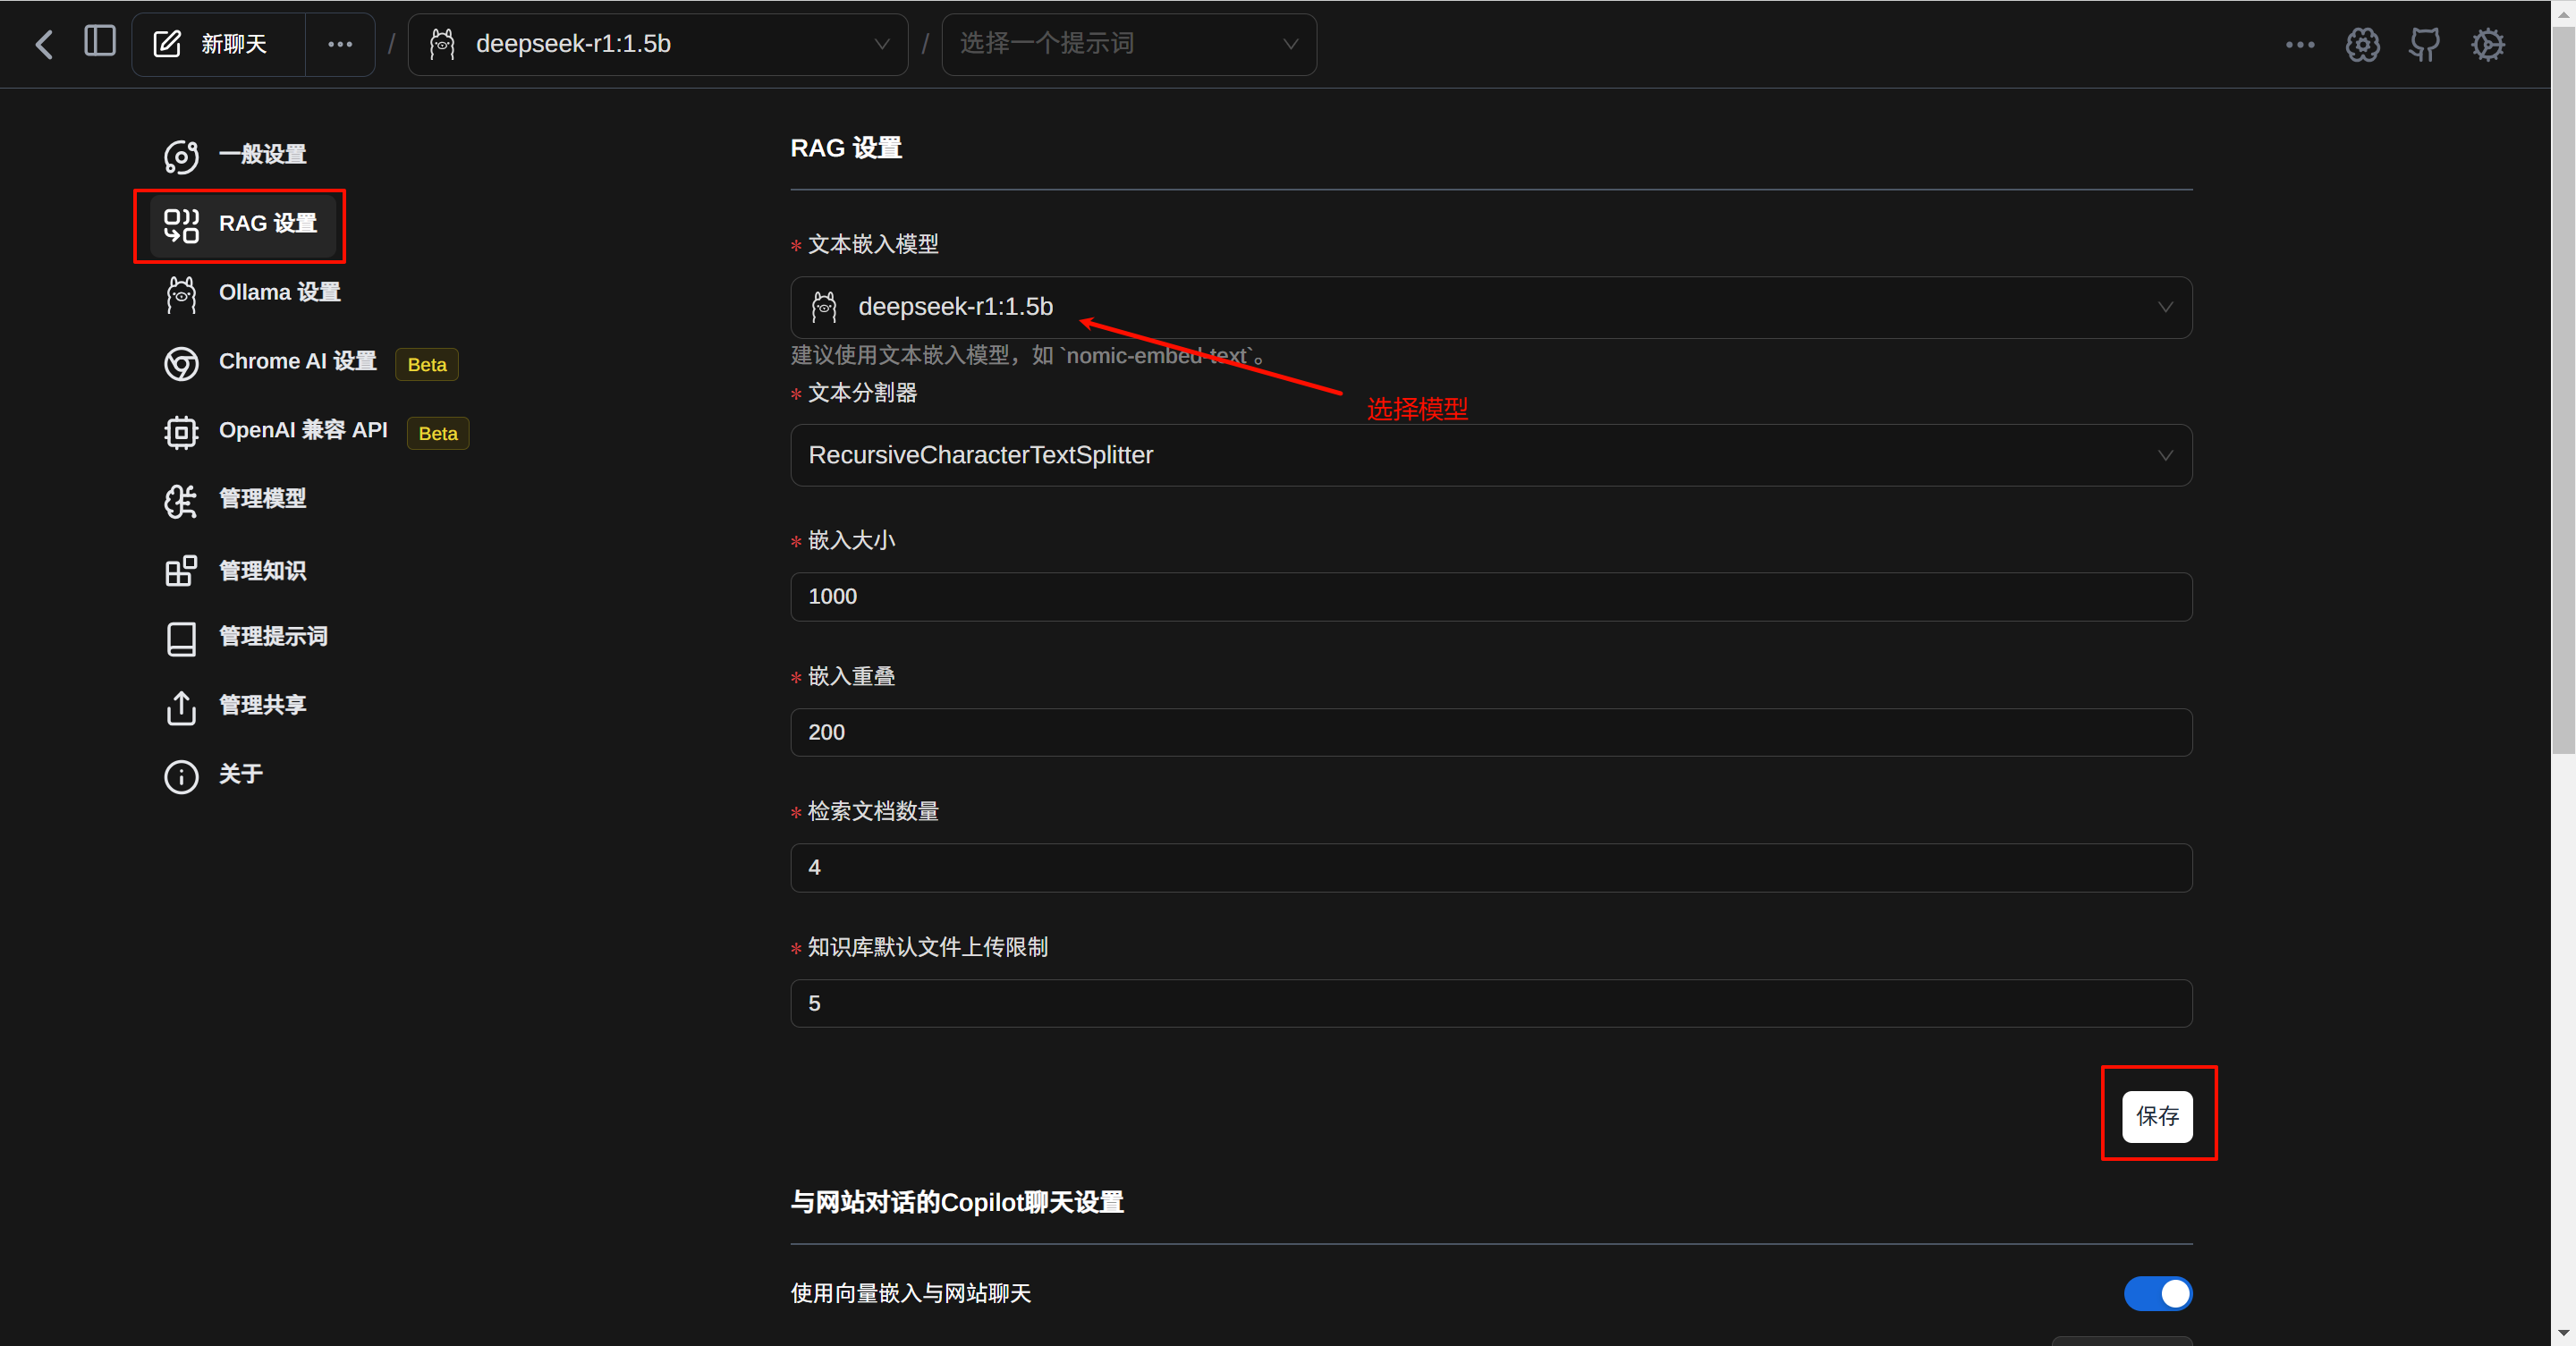 新聊天 ··· / deepseek-r1:1.5b / 选择一个提示词
一般设置
RAG 设置
Ollama 设置
Chrome AI 设置 Beta
OpenAI 兼容 API Beta
管理模型
管理知识
管理提示词
管理共享
关于
RAG 设置
* 文本嵌入模型
deepseek-r1:1.5b
建议使用文本嵌入模型，如 `nomic-embed-text`。
选择模型
* 文本分割器
RecursiveCharacterTextSplitter
* 嵌入大小
1000
* 嵌入重叠
200
* 检索文档数量
4
* 知识库默认文件上传限制
5
保存
与网站对话的Copilot聊天设置
使用向量嵌入与网站聊天